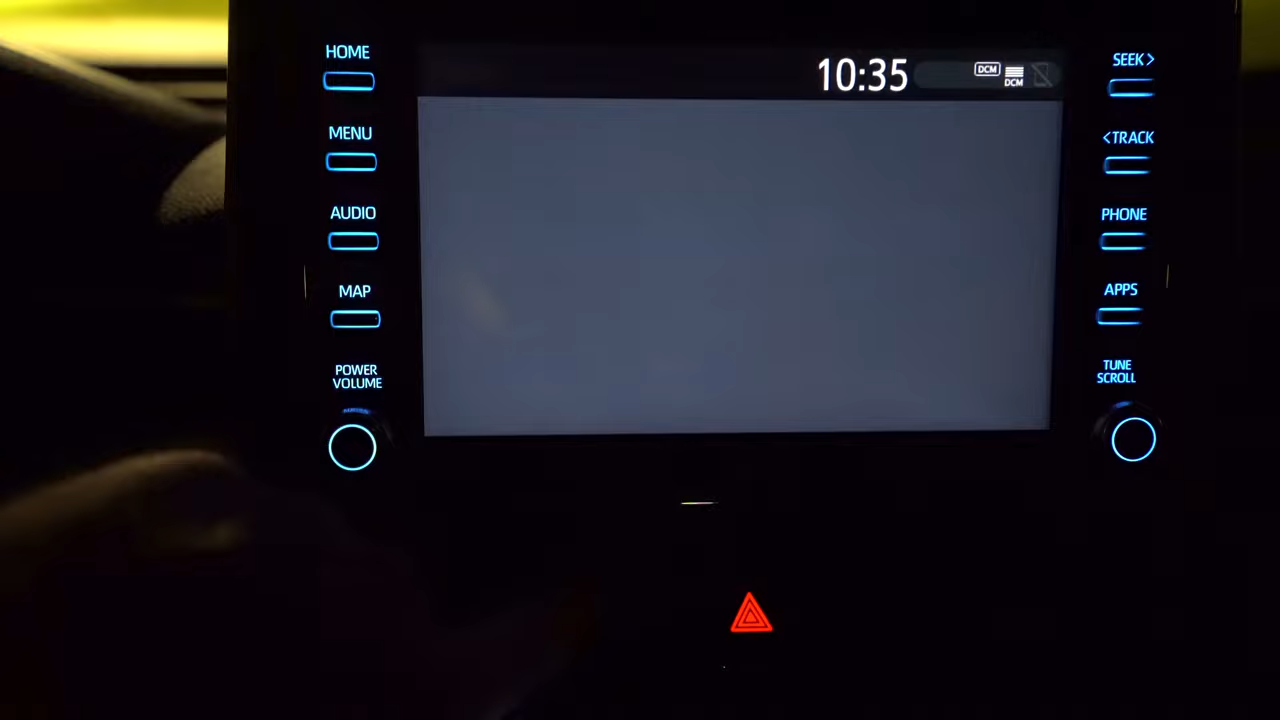 HOME
MENU
AUDIO
MAP
POWER
VOLUME
10:35
DCM
DCM
SEEK>
<TRACK
PHONE
APPS
TUNE
SCROLL